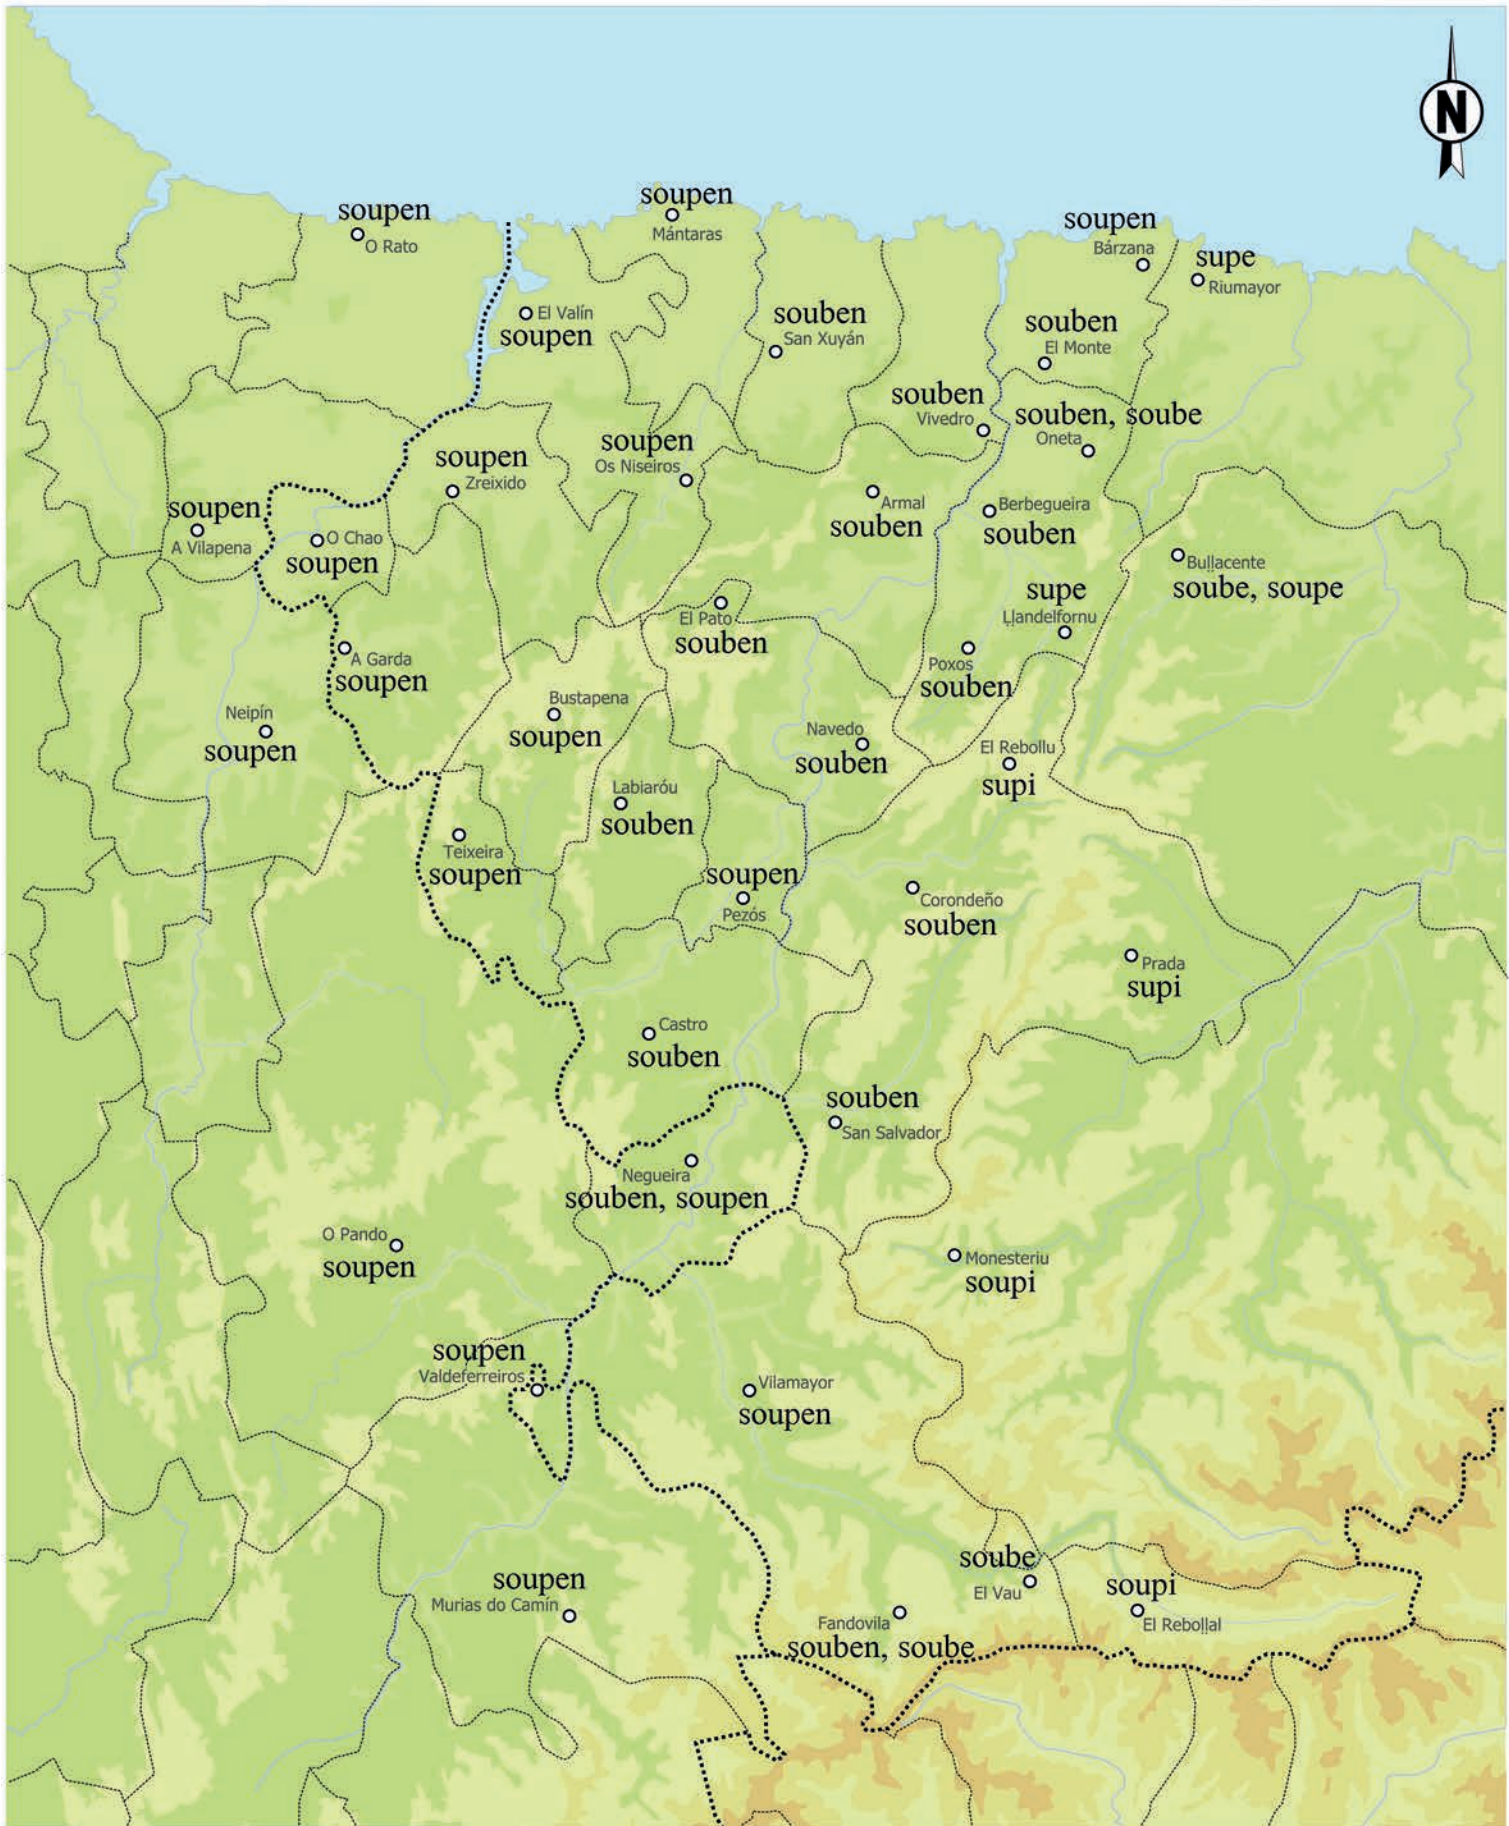 N
soupen
O Rato
soupen
Mántaras
soupen
Bárzana
supe
Riumayor
El Valín
soupen
souben
San Xuyán
souben
El Monte
souben
Vivedro
souben, soube
Oneta
soupen
Os Niseiros
soupen
Zreixido
soupen
A Vilapena
O Chao
soupen
Armal
souben
Berbegueira
souben
Buḷḷacente
soube, soupe
supe
Ḷḷandelfornu
El Pato
souben
A Garda
soupen
Poxos
souben
Bustapena
soupen
Neipín
soupen
Navedo
souben
El Rebollu
supi
Labiaróu
souben
Teixeira
soupen
soupen
Pezós
Corondeño
souben
Prada
supi
Castro
souben
souben
San Salvador
Negueira
souben, soupen
O Pando
soupen
Monesteriu
soupi
soupen
Valdeferreiros
Vilamayor
soupen
soube
El Vau
soupen
Murias do Camín
soupi
El Reboḷḷal
Fandovila
souben, soube